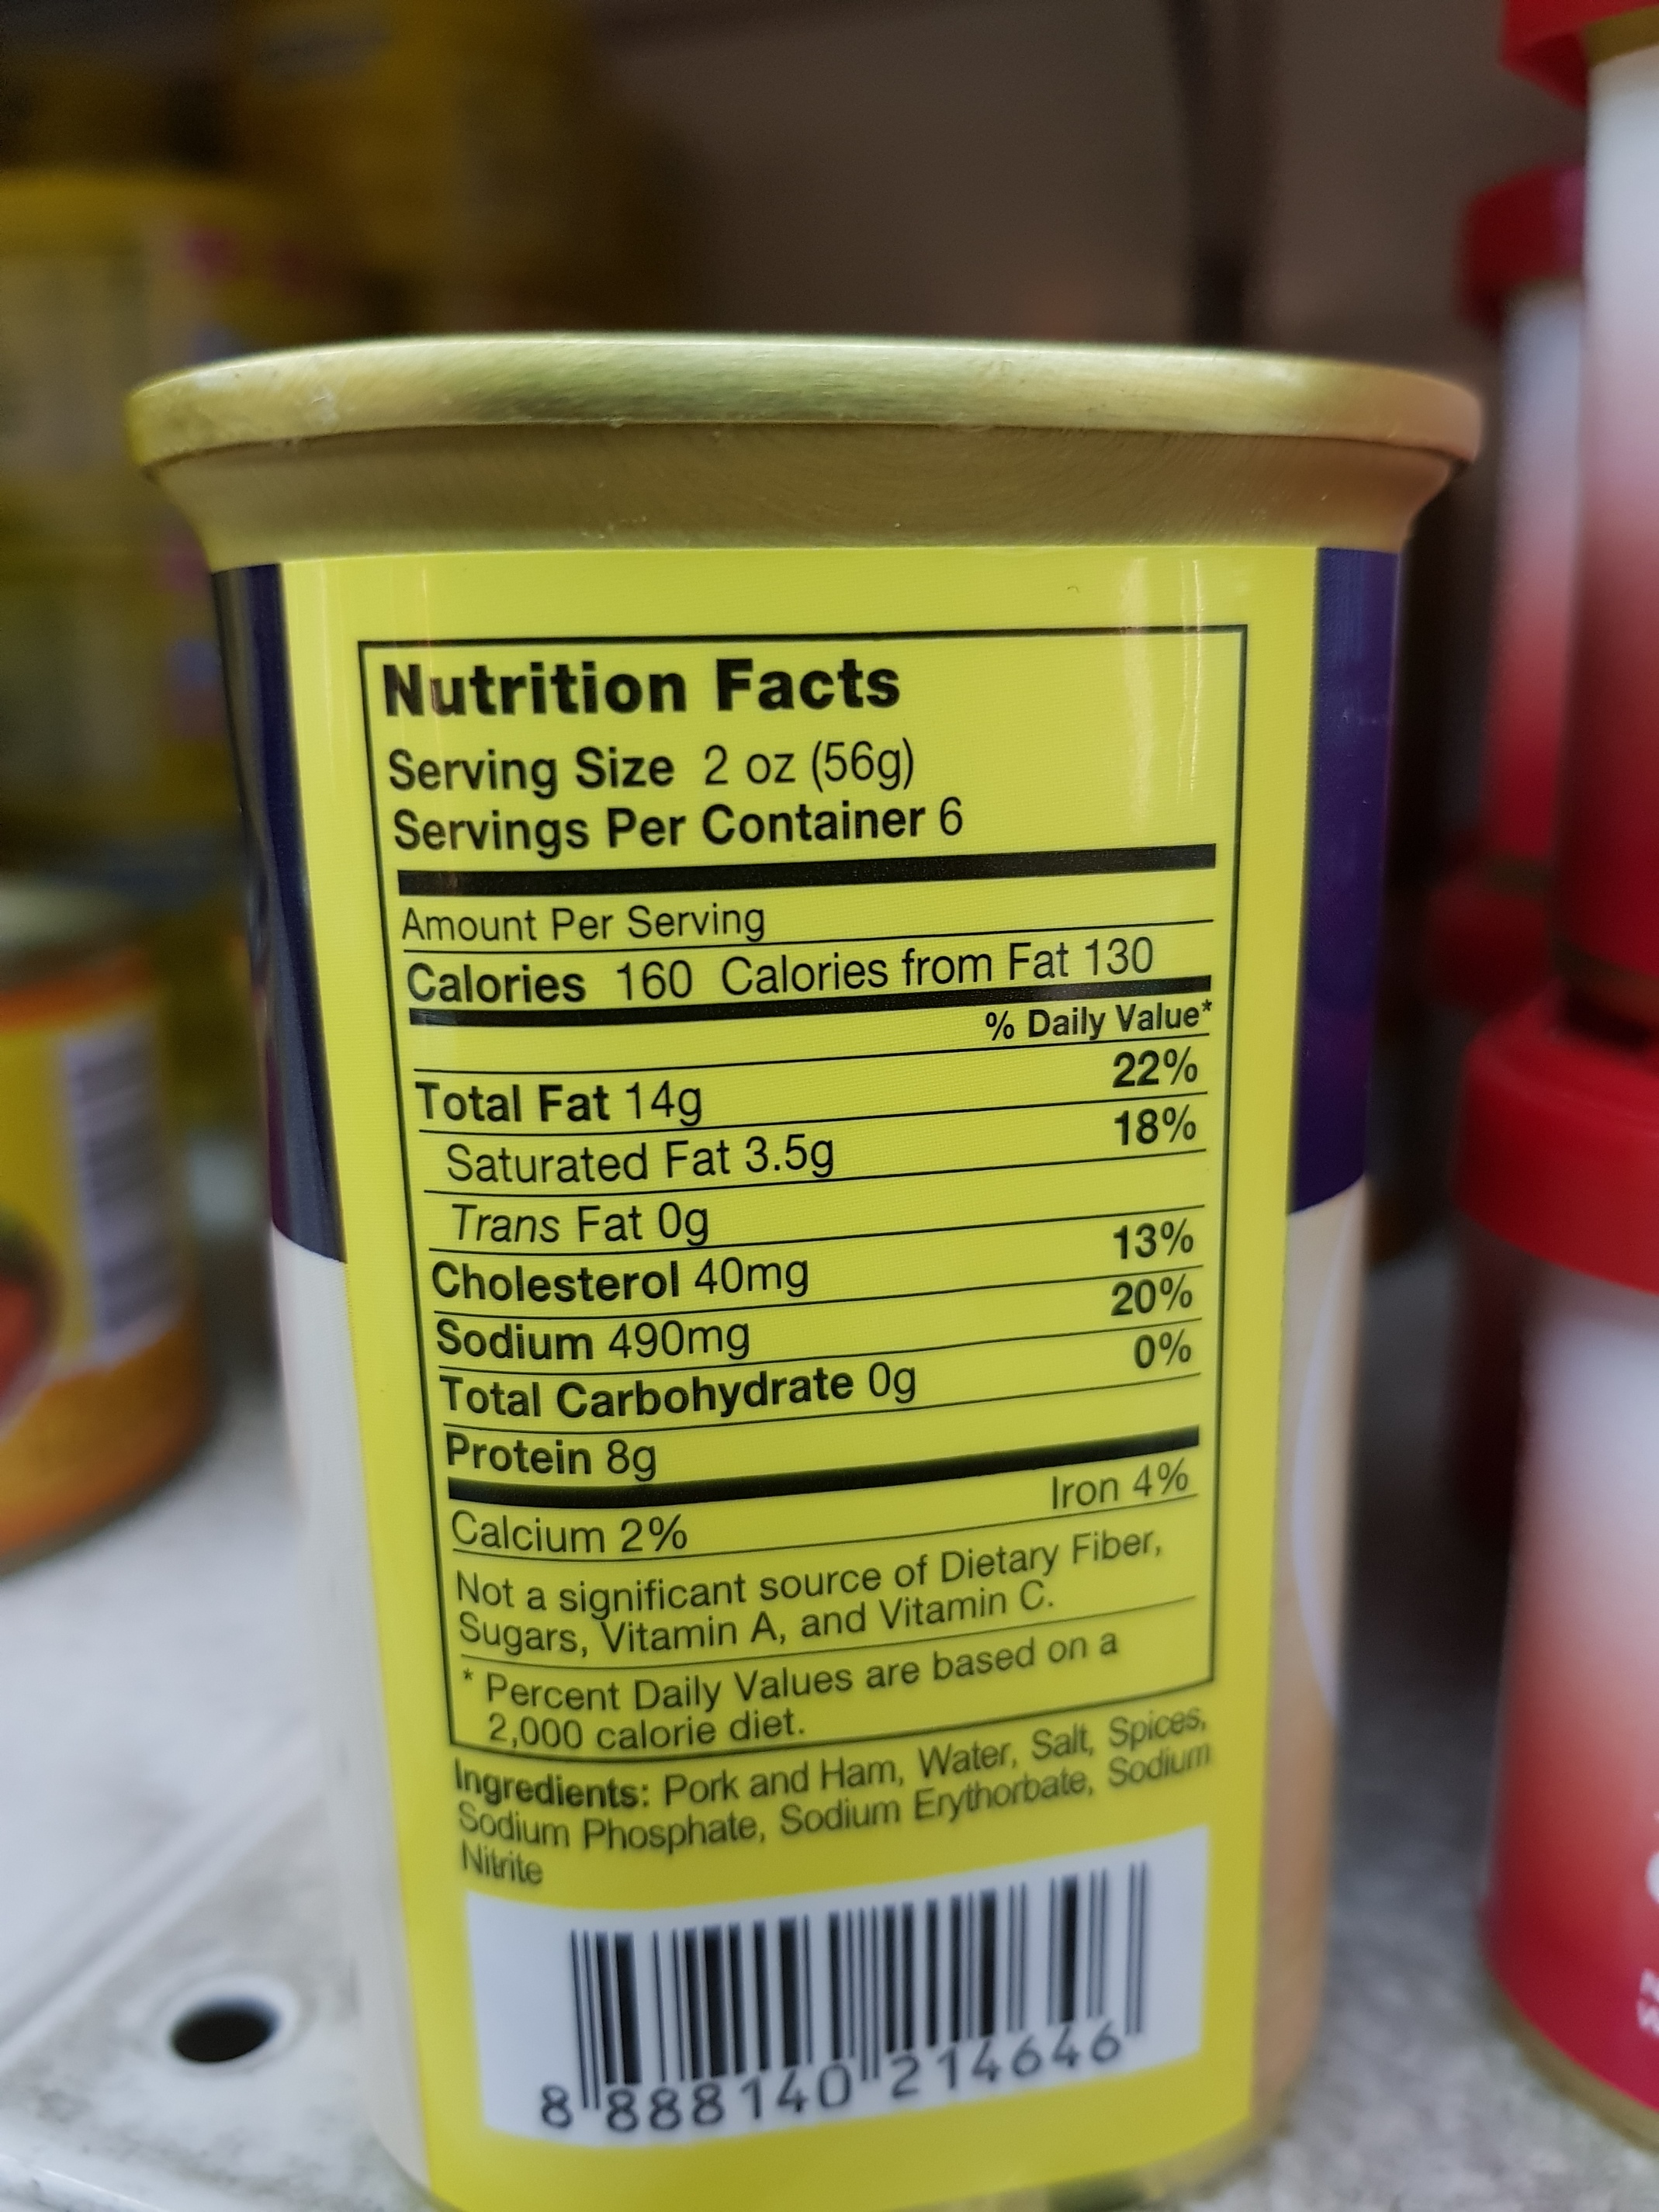 Nutrition Facts
Serving Size 2 oz (56g)
Servings Per Container 6
Amount Per Serving
Calories 160 Calories from Fat 130
% Daily Value*
Total Fat 14g 22%
Saturated Fat 3.5g 18%
Trans Fat 0g
Cholesterol 40mg 13%
Sodium 490mg 20%
Total Carbohydrate 0g 0%
Protein 8g
Calcium 2% Iron 4%
Not a significant source of Dietary Fiber,
Sugars, Vitamin A, and Vitamin C.
* Percent Daily Values are based on a
2,000 calorie diet.
Ingredients: Pork and Ham, Water, Salt, Spices,
Sodium Phosphate, Sodium Erythorbate, Sodium
Nitrite
8 888140 214646